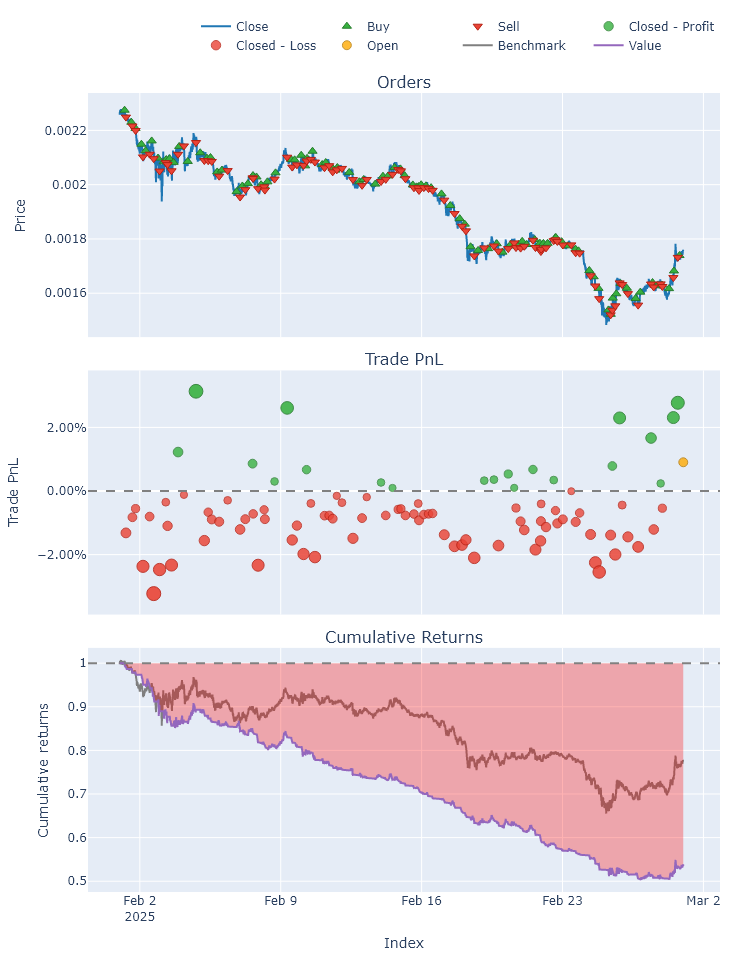 Close Buy Sell Closed - Profit
Closed - Loss Open Benchmark Value
Orders
0.0022
0.002
0.0018
0.0016
Price
Trade PnL
2.00%
0.00%
−2.00%
Trade PnL
Cumulative Returns
1
0.9
0.8
0.7
0.6
0.5
Cumulative returns
Feb 2 Feb 9 Feb 16 Feb 23 Mar 2
2025
Index